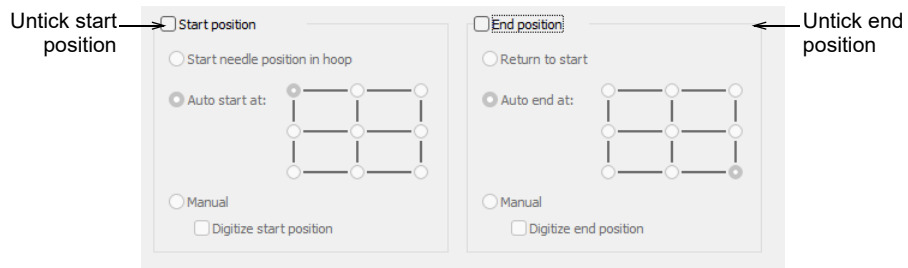 Untick start
position
Start position
Start needle position in hoop
Auto start at:
Manual
Digitize start position
End position
Return to start
Auto end at:
Manual
Digitize end position
Untick end
position